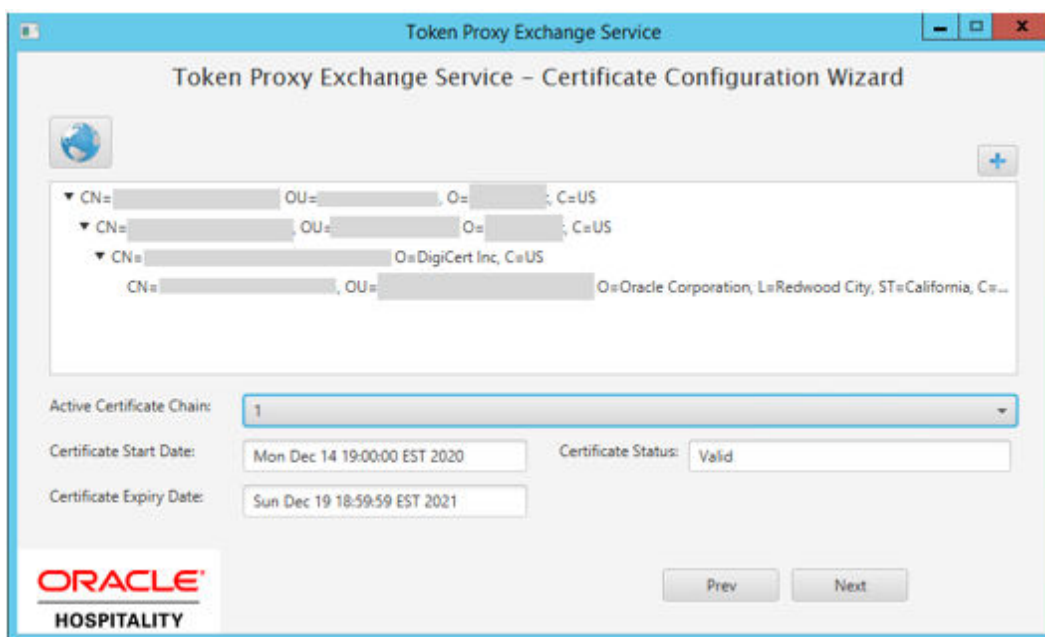 Token Proxy Exchange Service
Token Proxy Exchange Service – Certificate Configuration Wizard
CN= OU= , O= , C=US
CN= , OU= O= , C=US
CN= O=DigiCert Inc, C=US
CN= , OU= O=Oracle Corporation, L=Redwood City, ST=California, C=...
Active Certificate Chain: 1
Certificate Start Date: Mon Dec 14 19:00:00 EST 2020 Certificate Status: Valid
Certificate Expiry Date: Sun Dec 19 18:59:59 EST 2021
Prev Next
ORACLE
HOSPITALITY